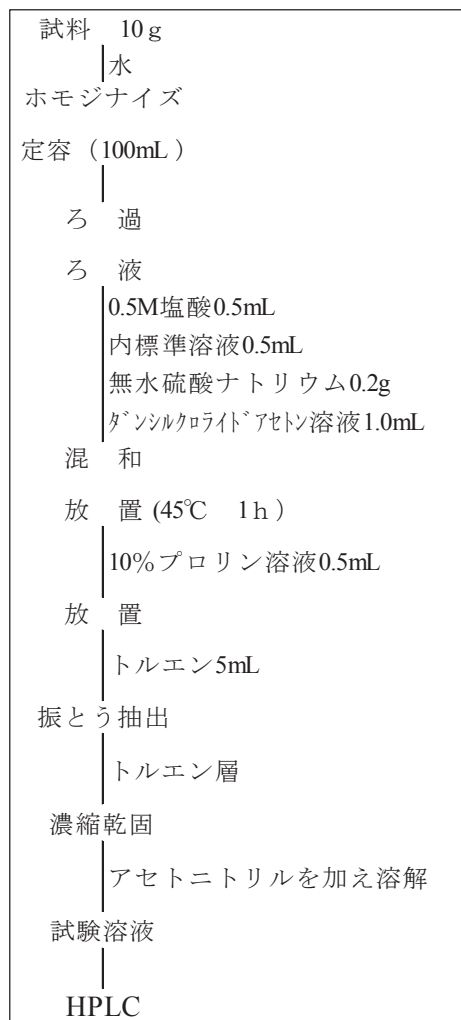 試料　10ｇ
水
ホモジナイズ
定容（100mL）
ろ　過
ろ　液
0.5M塩酸0.5mL
内標準溶液0.5mL
無水硫酸ナトリウム0.2g
ﾀﾞﾝｼﾙｸﾛﾗｲﾄﾞｱｾﾄﾝ溶液1.0mL
混　和
放　置(45℃　1ｈ）
10％プロリン溶液0.5mL
放　置
トルエン5mL
振とう抽出
トルエン層
濃縮乾固
アセトニトリルを加え溶解
試験溶液
HPLC